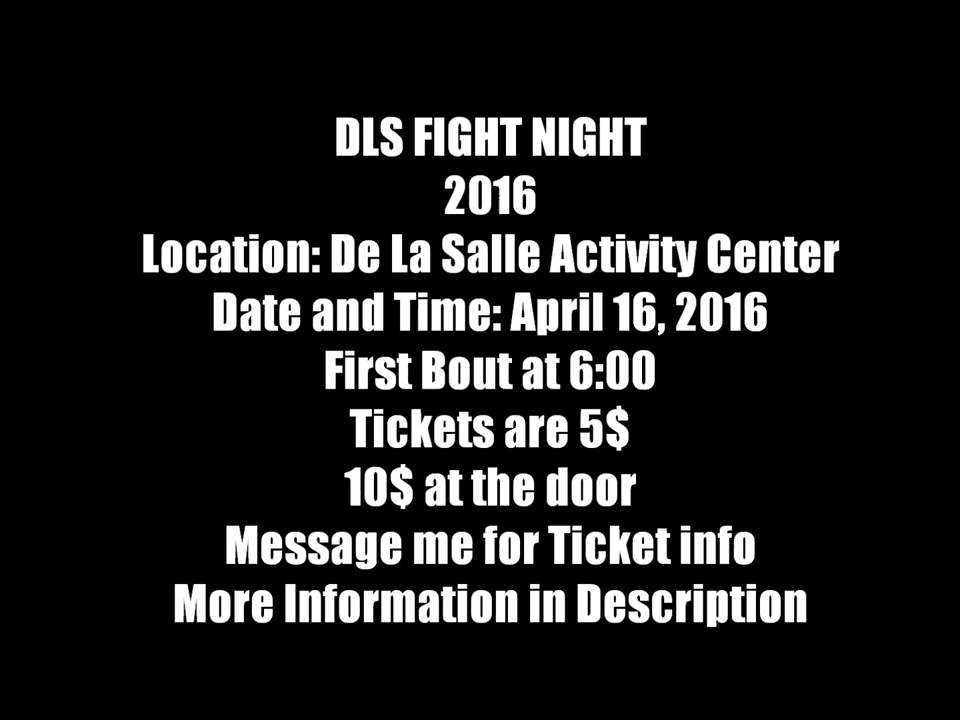 DLS FIGHT NIGHT
2016
Location: De La Salle Activity Center
Date and Time: April 16, 2016
First Bout at 6:00
Tickets are 5$
10$ at the door
Message me for Ticket info
More Information in Description